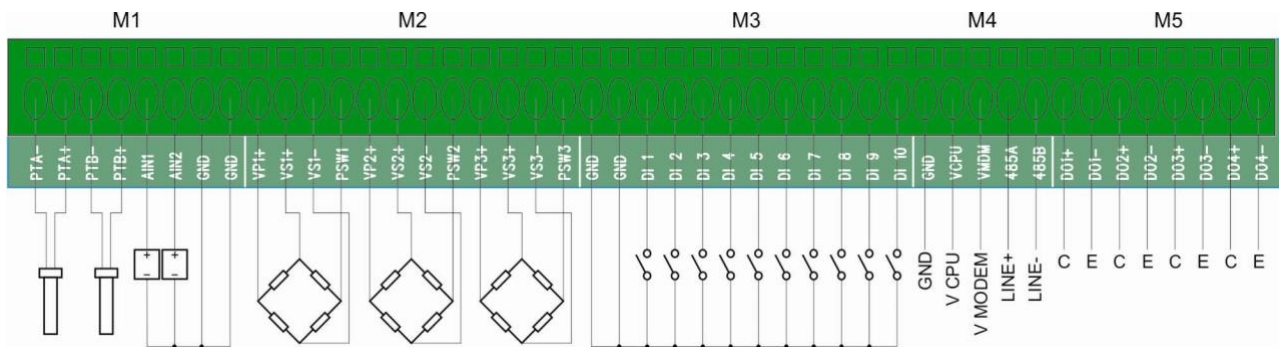 M1 M2 M3 M4 M5
PTA- PTA+ PTB- PTB+ AIN1 AIN2 GND GND VP1+ VS1+ VS1- PSW1 VP2+ VS2+ VS2- PSW2 VP3+ VS3+ VS3- PSW3 GND GND DI 1 DI 2 DI 3 DI 4 DI 5 DI 6 DI 7 DI 8 DI 9 DI 10 GND VCPU VMDM 485A 485B DO1+ DO1- DO2+ DO2- DO3+ DO3- DO4+ DO4-
+ - + -
GND V CPU V MODEM LINE+ LINE- C E C E C E C E